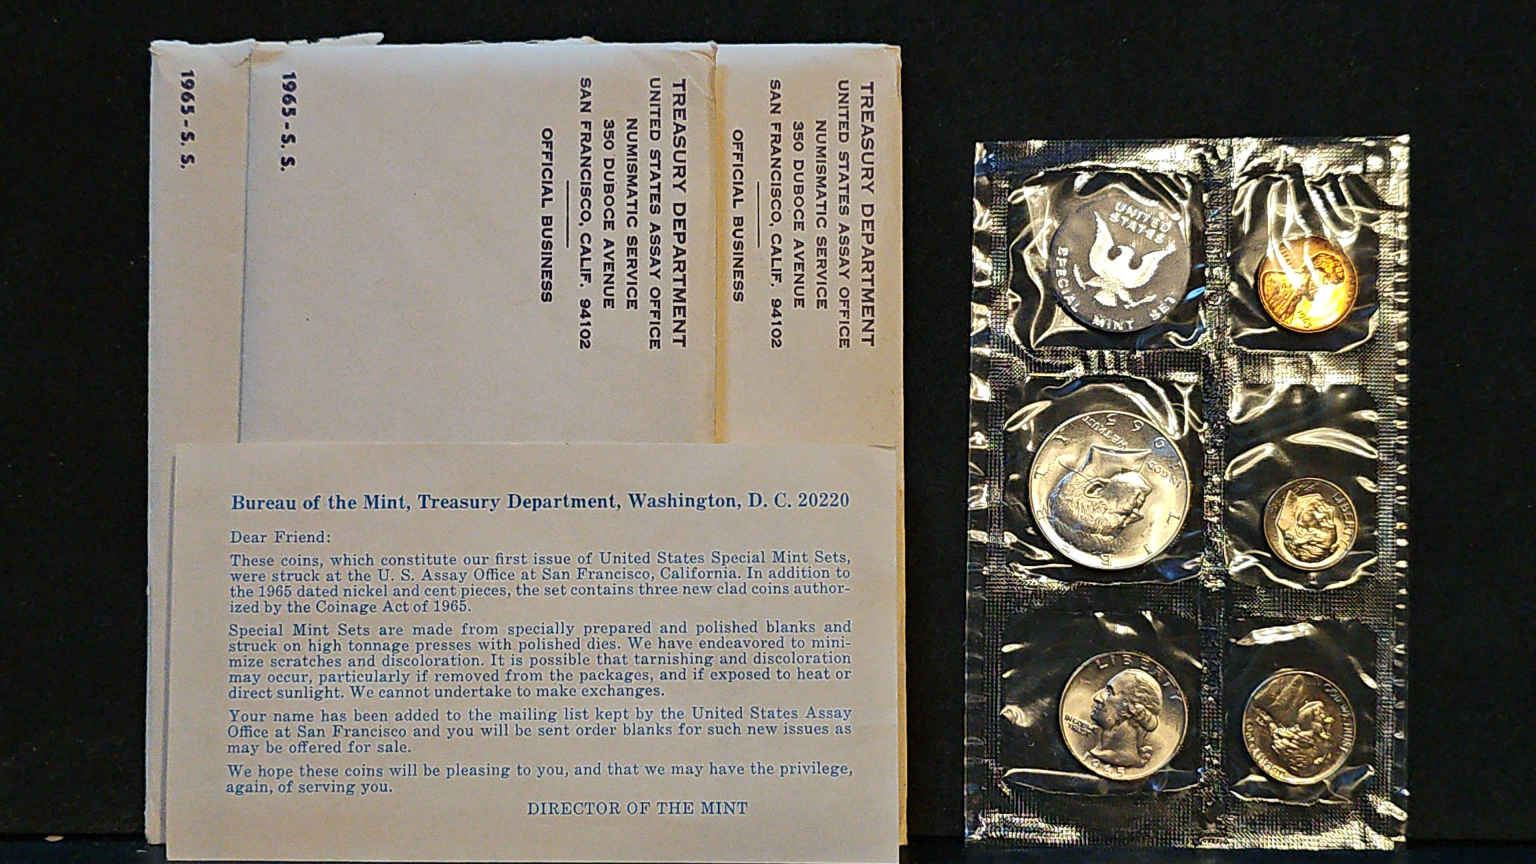 1965 - S. S.
1965 - S. S.
TREASURY DEPARTMENT
UNITED STATES ASSAY OFFICE
NUMISMATIC SERVICE
350 DUBOCE AVENUE
SAN FRANCISCO, CALIF. 94102
OFFICIAL BUSINESS
TREASURY DEPARTMENT
UNITED STATES ASSAY OFFICE
NUMISMATIC SERVICE
350 DUBOCE AVENUE
SAN FRANCISCO, CALIF. 94102
OFFICIAL BUSINESS
Bureau of the Mint, Treasury Department, Washington, D. C. 20220
Dear Friend:
These coins, which constitute our first issue of United States Special Mint Sets,
were struck at the U. S. Assay Office at San Francisco, California. In addition to
the 1965 dated nickel and cent pieces, the set contains three new clad coins author-
ized by the Coinage Act of 1965.
Special Mint Sets are made from specially prepared and polished blanks and
struck on high tonnage presses with polished dies. We have endeavored to mini-
mize scratches and discoloration. It is possible that tarnishing and discoloration
may occur, particularly if removed from the packages, and if exposed to heat or
direct sunlight. We cannot undertake to make exchanges.
Your name has been added to the mailing list kept by the United States Assay
Office at San Francisco and you will be sent order blanks for such new issues as
may be offered for sale.
We hope these coins will be pleasing to you, and that we may have the privilege,
again, of serving you.
DIRECTOR OF THE MINT
UNITED
STATES
SPECIAL MINT SET
1965
LIBERTY
1965
LIBERTY
LIBERTY
1965